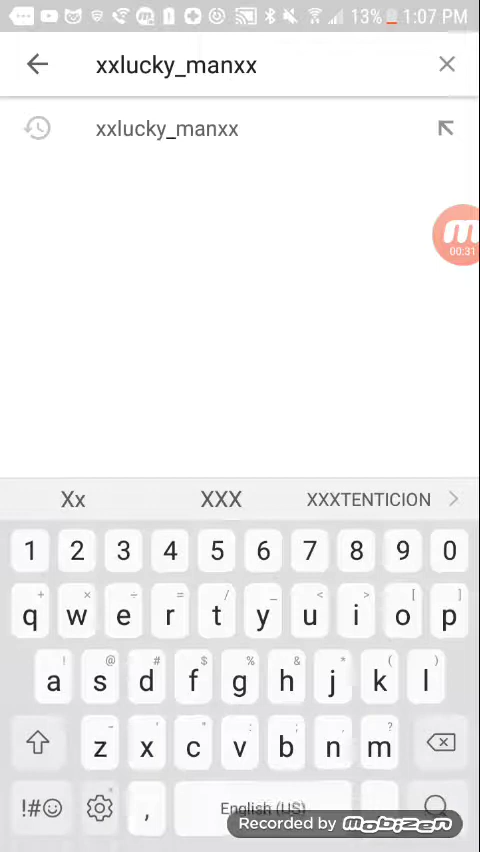 13% 1:07 PM
xxlucky_manxx
xxlucky_manxx
m
00:31
Xx XXX XXXTENTICION
1 2 3 4 5 6 7 8 9 0
+ × ÷ = / _ < > [ ]
q w e r t y u i o p
! @ # $ % & * ( )
a s d f g h j k l
- ' " : ; , ?
z x c v b n m
!#☺ , English (US)
Recorded by mobizen